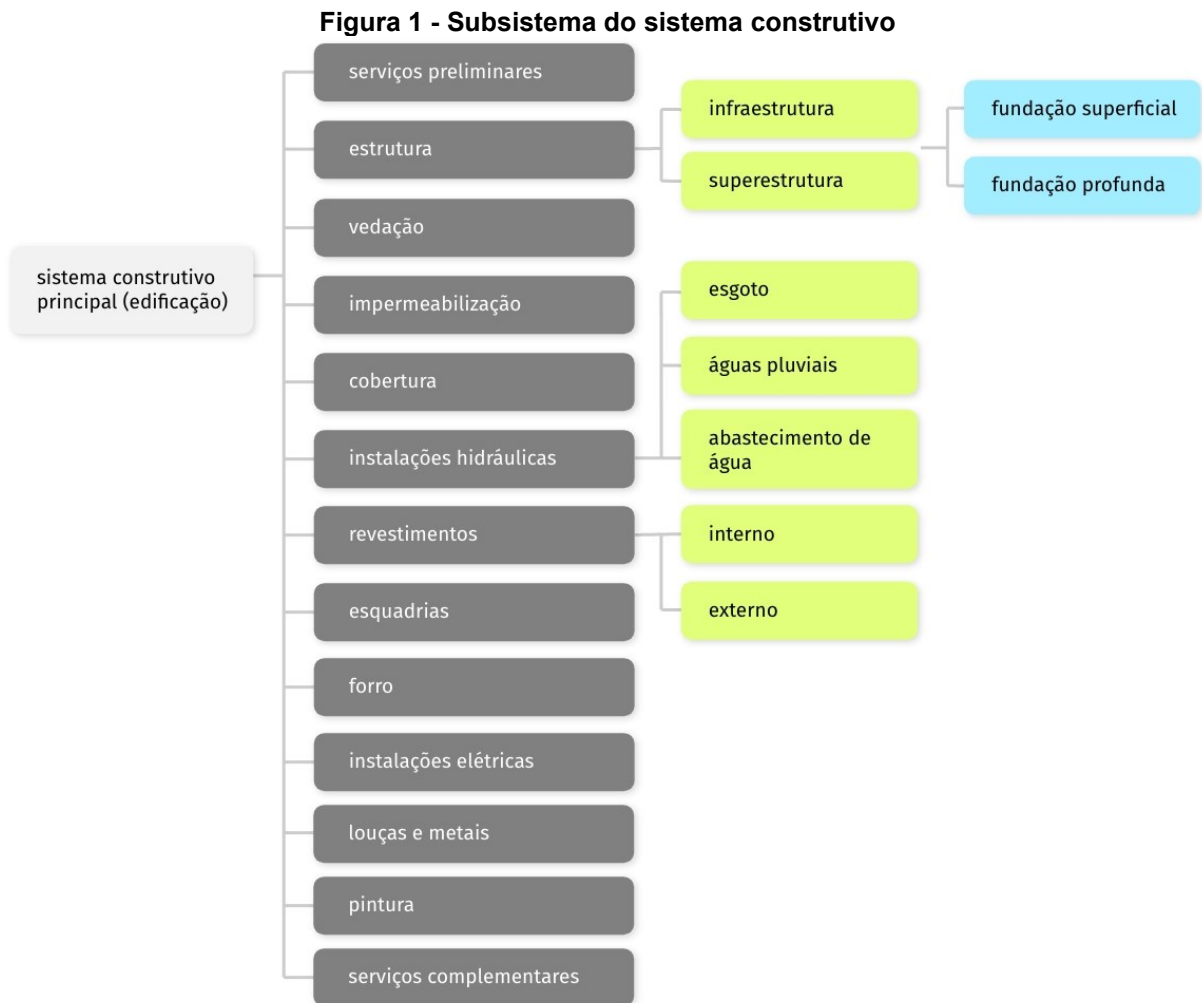 Figura 1 - Subsistema do sistema construtivo
sistema construtivo
principal (edificação)
serviços preliminares
estrutura
vedação
impermeabilização
cobertura
instalações hidráulicas
revestimentos
esquadrias
forro
instalações elétricas
louças e metais
pintura
serviços complementares
infraestrutura
superestrutura
esgoto
águas pluviais
abastecimento de
água
interno
externo
fundação superficial
fundação profunda